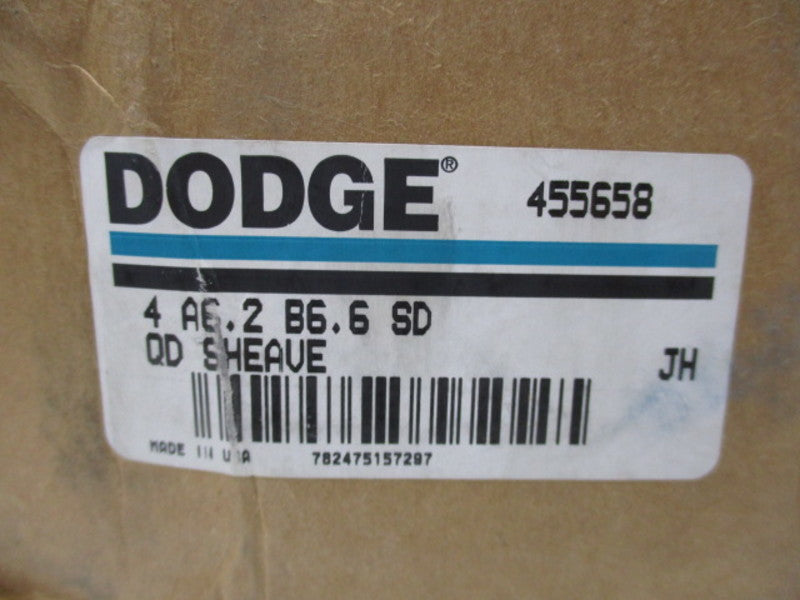 DODGE® 455658
4 A6.2 B6.6 SD
QD SHEAVE JH
MADE IN USA 782475157297